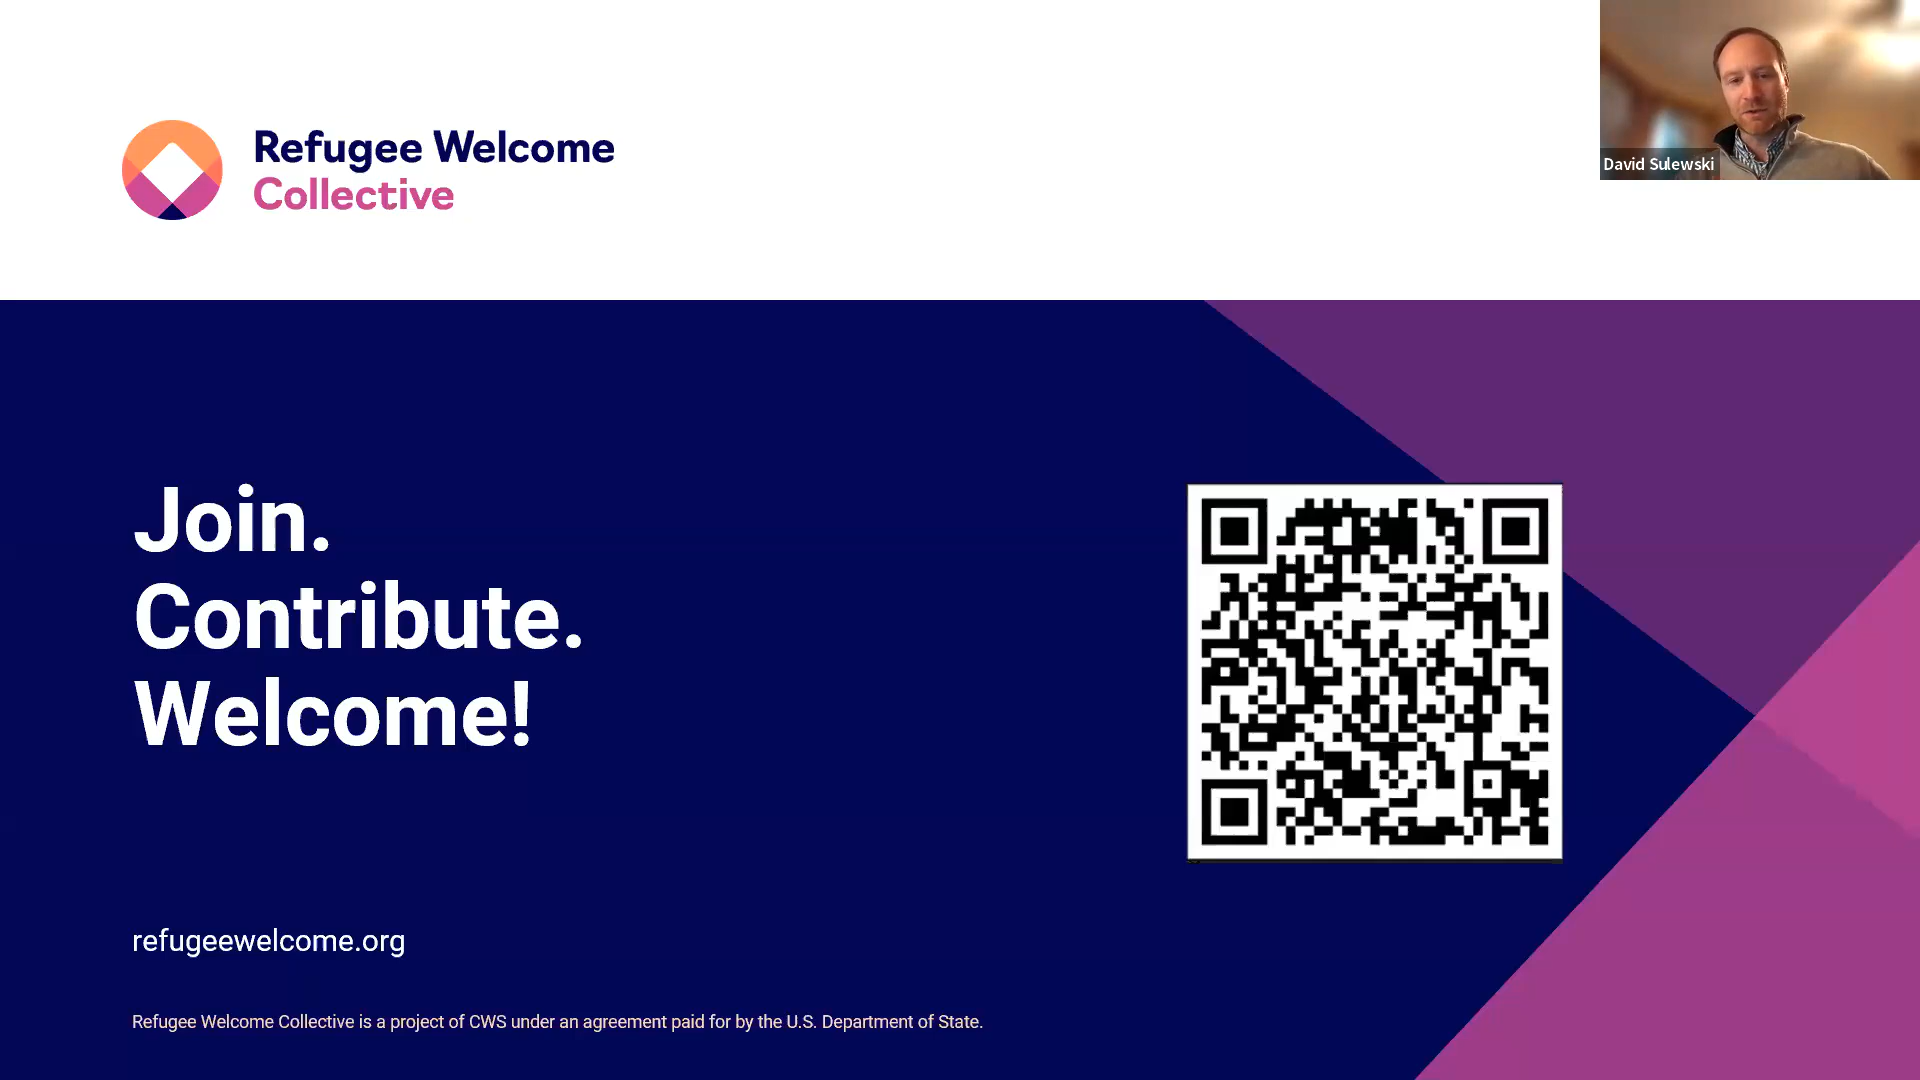 Refugee Welcome
Collective
David Sulewski
Join.
Contribute.
Welcome!
refugeewelcome.org
Refugee Welcome Collective is a project of CWS under an agreement paid for by the U.S. Department of State.